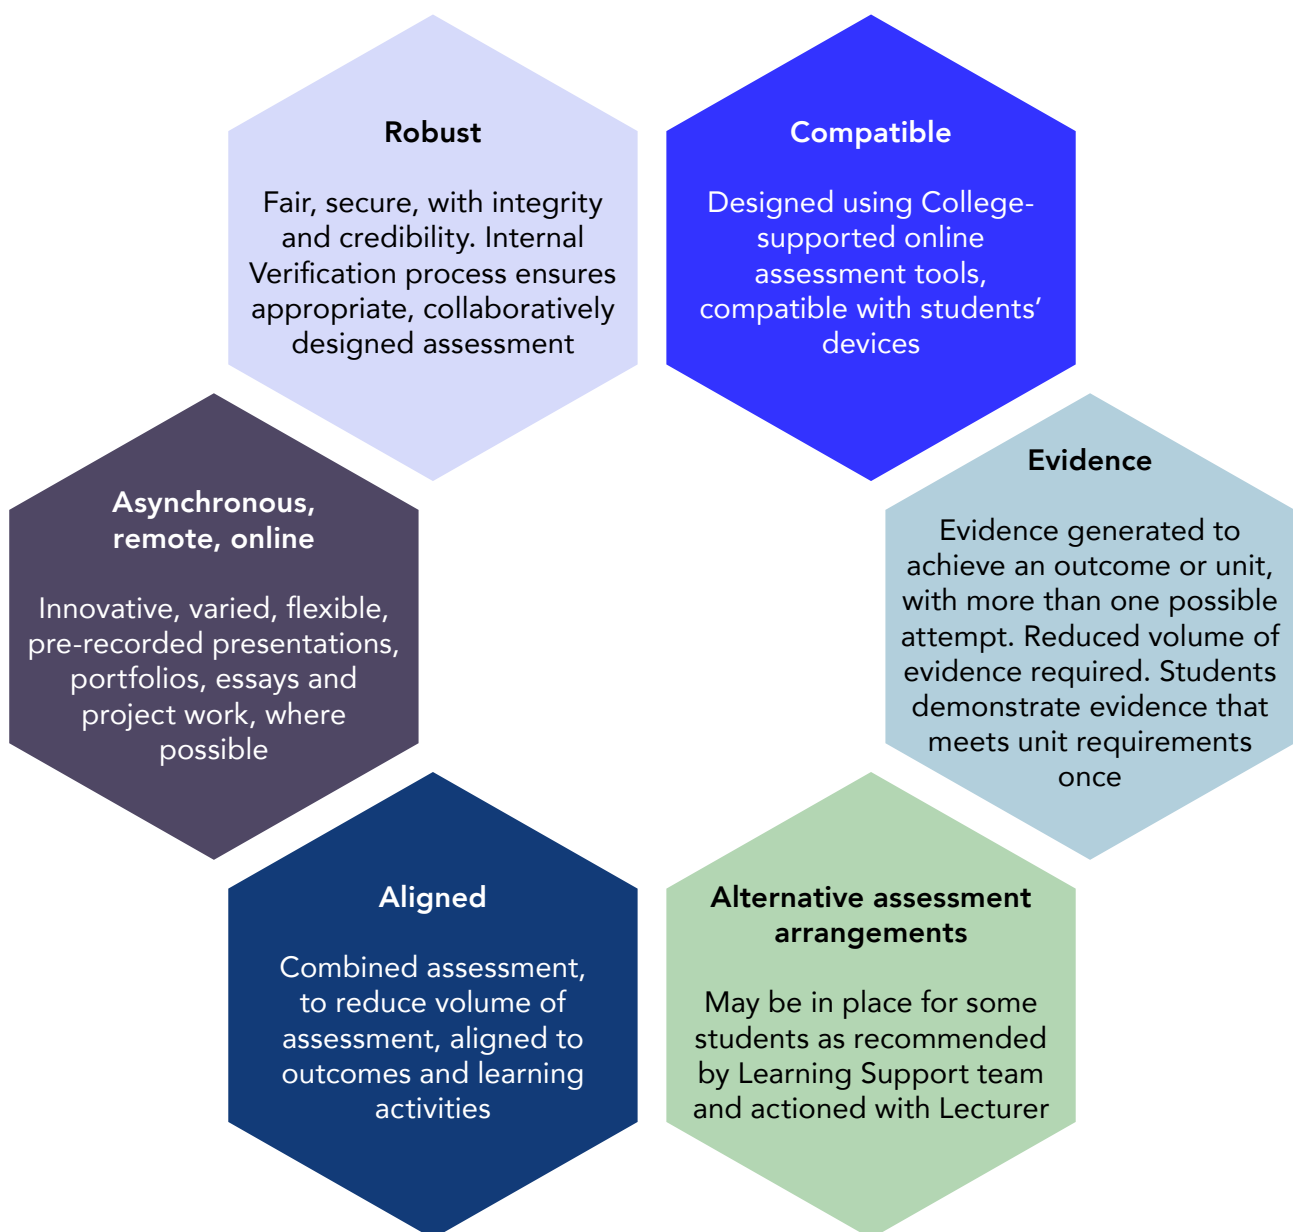 Robust
Fair, secure, with integrity
and credibility. Internal
Verification process ensures
appropriate, collaboratively
designed assessment
Compatible
Designed using College-
supported online
assessment tools,
compatible with students’
devices
Evidence
Evidence generated to
achieve an outcome or unit,
with more than one possible
attempt. Reduced volume of
evidence required. Students
demonstrate evidence that
meets unit requirements
once
Alternative assessment
arrangements
May be in place for some
students as recommended
by Learning Support team
and actioned with Lecturer
Aligned
Combined assessment,
to reduce volume of
assessment, aligned to
outcomes and learning
activities
Asynchronous,
remote, online
Innovative, varied, flexible,
pre-recorded presentations,
portfolios, essays and
project work, where
possible